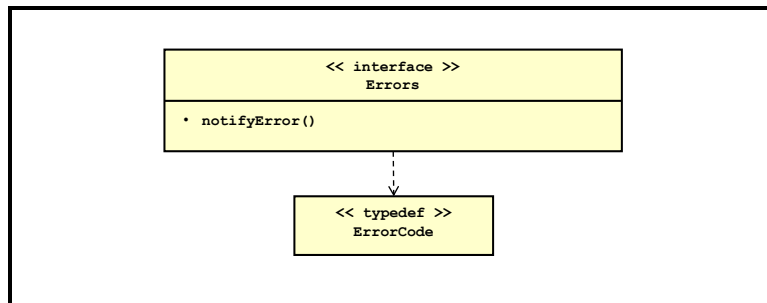 << interface >>
Errors
• notifyError()
<< typedef >>
ErrorCode